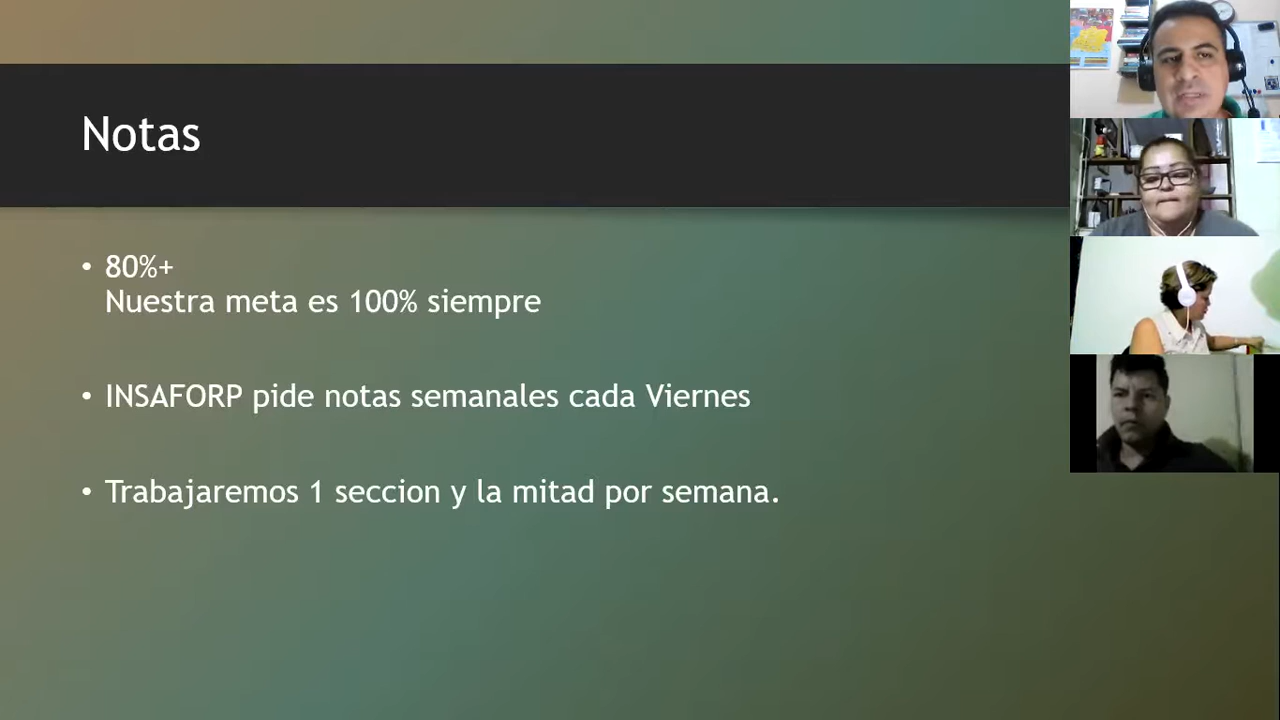 Notas
• 80%+
Nuestra meta es 100% siempre
• INSAFORP pide notas semanales cada Viernes
• Trabajaremos 1 seccion y la mitad por semana.